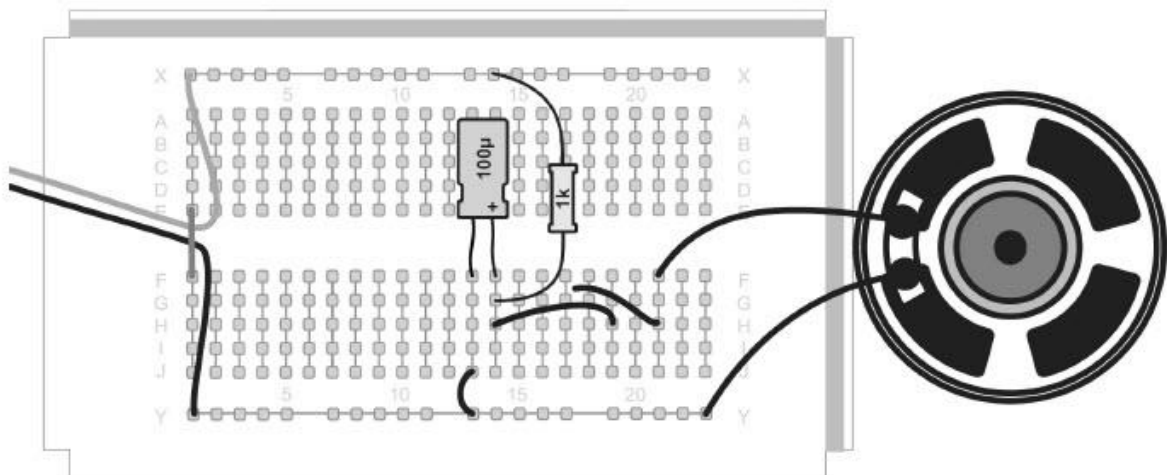 X X
5 10 15 20
A A
B B
C C
D D
E E
100µ
+
1k
F F
G G
H H
I I
J J
5 10 15 20
Y Y